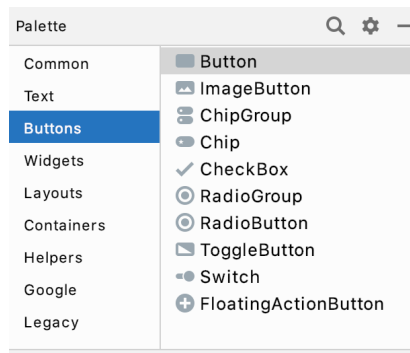 Palette
Common
Text
Buttons
Widgets
Layouts
Containers
Helpers
Google
Legacy
Button
ImageButton
ChipGroup
Chip
CheckBox
RadioGroup
RadioButton
ToggleButton
Switch
FloatingActionButton